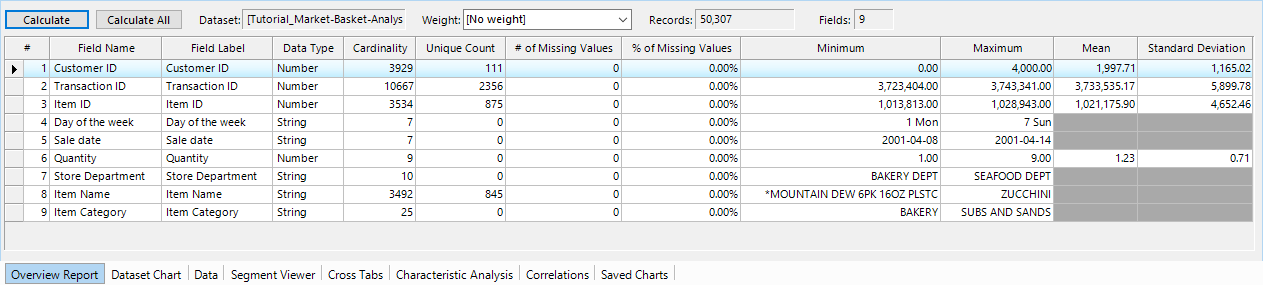 Calculate Calculate All Dataset: [Tutorial_Market-Basket-Analys Weight: [No weight] Records: 50,307 Fields: 9
# Field Name Field Label Data Type Cardinality Unique Count # of Missing Values % of Missing Values Minimum Maximum Mean Standard Deviation
1 Customer ID Customer ID Number 3929 111 0 0.00% 0.00 4,000.00 1,997.71 1,165.02
2 Transaction ID Transaction ID Number 10667 2356 0 0.00% 3,723,404.00 3,743,341.00 3,733,535.17 5,899.78
3 Item ID Item ID Number 3534 875 0 0.00% 1,013,813.00 1,028,943.00 1,021,175.90 4,652.46
4 Day of the week Day of the week String 7 0 0 0.00% 1 Mon 7 Sun
5 Sale date Sale date String 7 0 0 0.00% 2001-04-08 2001-04-14
6 Quantity Quantity Number 9 0 0 0.00% 1.00 9.00 1.23 0.71
7 Store Department Store Department String 10 0 0 0.00% BAKERY DEPT SEAFOOD DEPT
8 Item Name Item Name String 3492 845 0 0.00% *MOUNTAIN DEW 6PK 16OZ PLSTC ZUCCHINI
9 Item Category Item Category String 25 0 0 0.00% BAKERY SUBS AND SANDS
Overview Report Dataset Chart Data Segment Viewer Cross Tabs Characteristic Analysis Correlations Saved Charts